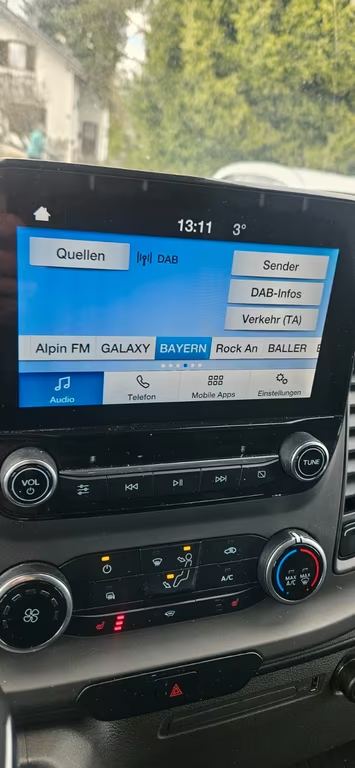 13:11 3°
Quellen DAB Sender
DAB-Infos
Verkehr (TA)
Alpin FM GALAXY BAYERN Rock An BALLER
Audio Telefon Mobile Apps Einstellungen
VOL TUNE
A/C
MAX A/C MAX